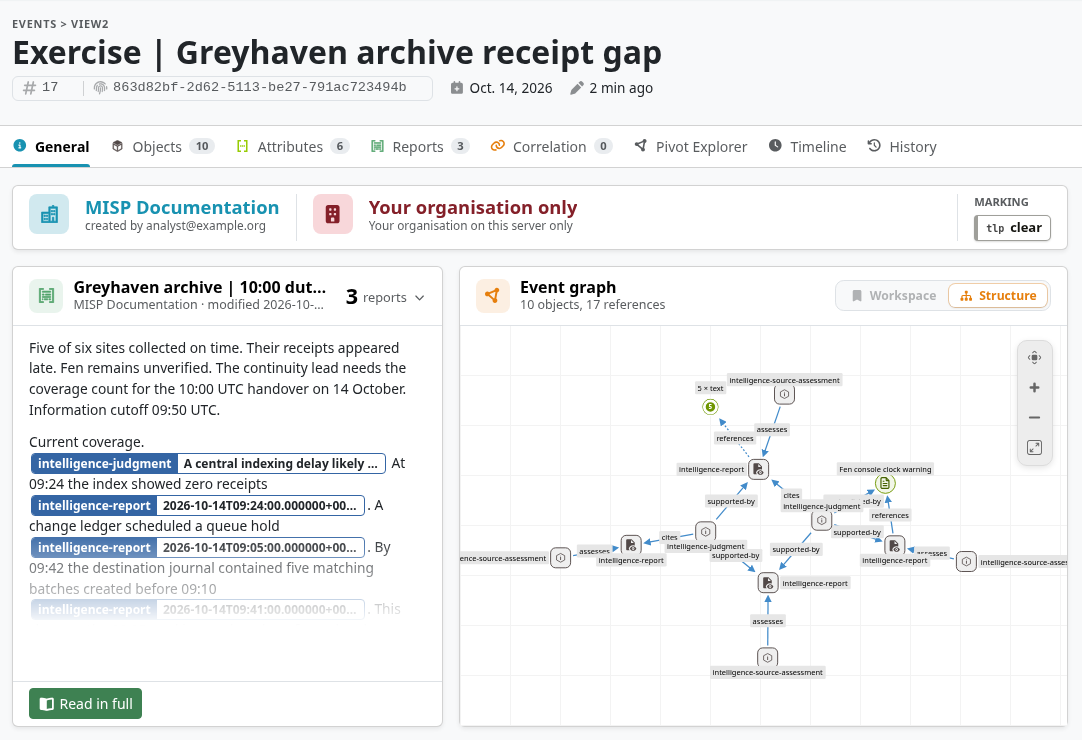 EVENTS > VIEW2
Exercise | Greyhaven archive receipt gap
# 17 863d82bf-2d62-5113-be27-791ac723494b Oct. 14, 2026 2 min ago
General Objects 10 Attributes 6 Reports 3 Correlation 0 Pivot Explorer Timeline History
MISP Documentation
created by analyst@example.org
Your organisation only
Your organisation on this server only
MARKING
tlp clear
Greyhaven archive | 10:00 dut...
MISP Documentation · modified 2026-10-...
3 reports
Five of six sites collected on time. Their receipts appeared
late. Fen remains unverified. The continuity lead needs the
coverage count for the 10:00 UTC handover on 14 October.
Information cutoff 09:50 UTC.
Current coverage.
intelligence-judgment A central indexing delay likely ... At
09:24 the index showed zero receipts
intelligence-report 2026-10-14T09:24:00.000000+00... . A
change ledger scheduled a queue hold
intelligence-report 2026-10-14T09:05:00.000000+00... . By
09:42 the destination journal contained five matching
batches created before 09:10
intelligence-report 2026-10-14T09:41:00.000000+00... . This
Read in full
Event graph
10 objects, 17 references
Workspace Structure
intelligence-source-assessment
5 × text
5
assesses
references
intelligence-report
Fen console clock warning
cites
supported-by
ed-by
intelligence-judgment
references
supported-by
cites
intelligence-judgment
supported-by
supported-by
assesses
assesses
ence-source-assessment
intelligence-report
intelligence-report
intelligence-source-asses
intelligence-report
assesses
intelligence-source-assessment